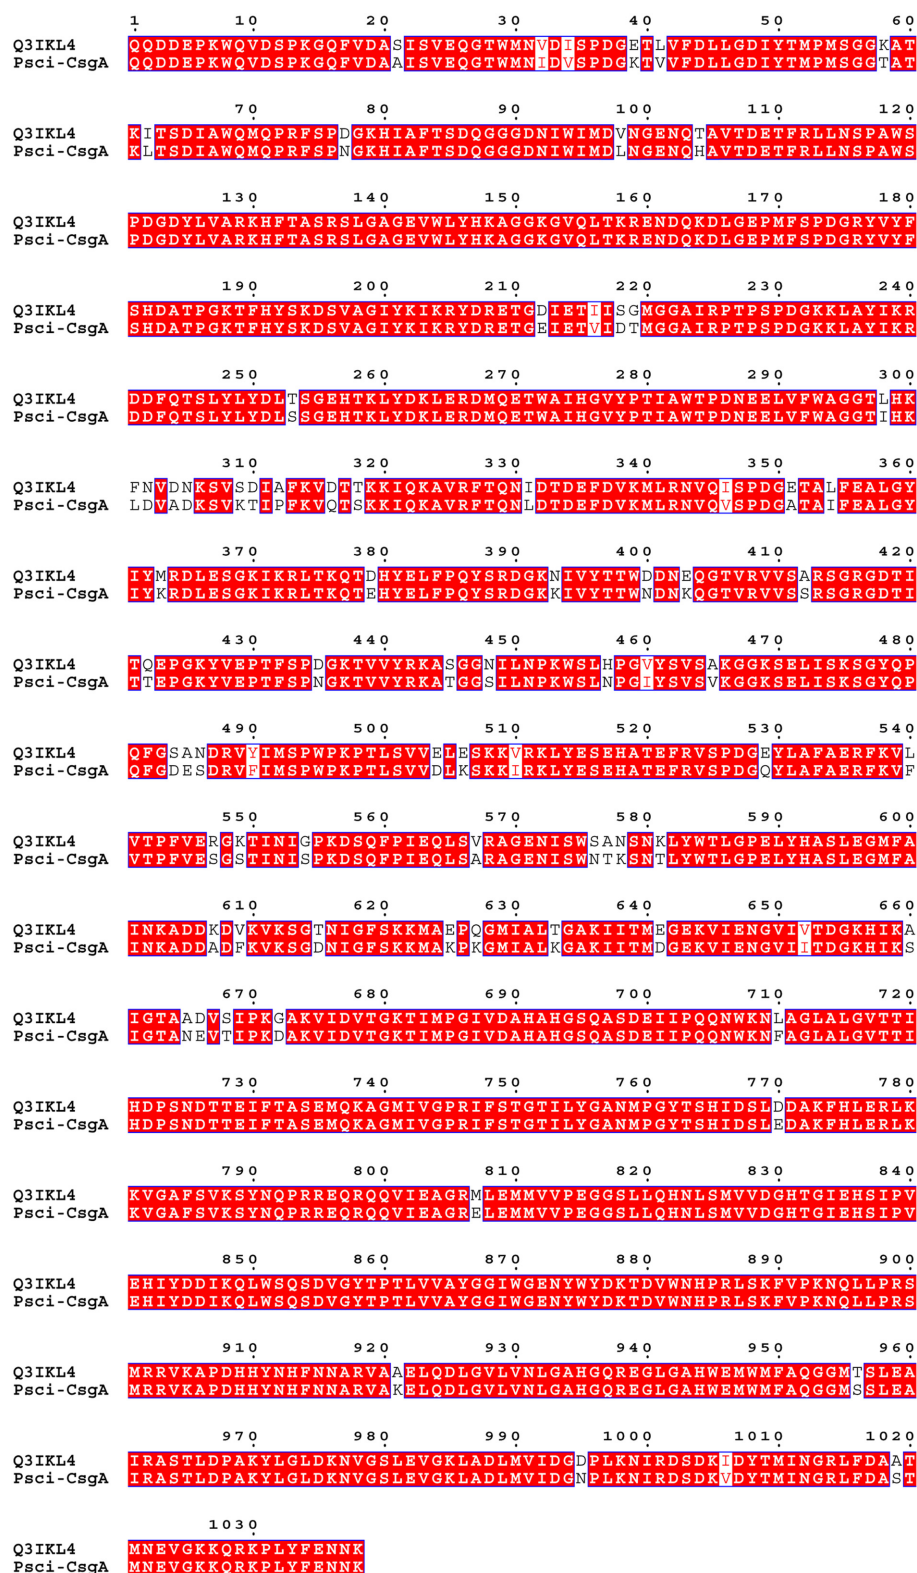 1 10 20 30 40 50 60
Q3IKL4 QQDDEPKWQVDSPKGQFVDASISVEQGTWMNVDISPDGETLVFDLLGDIYTMPMSGGKAT
Psci-CsgA QQDDEPKWQVDSPKGQFVDAAISVEQGTWMNIDVSPDGKTVVFDLLGDIYTMPMSGGTAT
70 80 90 100 110 120
Q3IKL4 KITSDIAWQMQPRFSPDGKHIAFTSDQGGGDNIWIMDVNGENQTAVTDETFRLLNSPAWS
Psci-CsgA KLTSDIAWQMQPRFSPNGKHIAFTSDQGGGDNIWIMDLNGENQHAVTDETFRLLNSPAWS
130 140 150 160 170 180
Q3IKL4 PDGDYLVARKHFTASRSLGAGEVWLYHKAGGKGVQLTKRENDQKDLGEPMFSPDGRYVYF
Psci-CsgA PDGDYLVARKHFTASRSLGAGEVWLYHKAGGKGVQLTKRENDQKDLGEPMFSPDGRYVYF
190 200 210 220 230 240
Q3IKL4 SHDATPGKTFHYSKDSVAGIYKIKRYDRETGDIETIISGMGGAIRPTPSPDGKKLAYIKR
Psci-CsgA SHDATPGKTFHYSKDSVAGIYKIKRYDRETGEIETVIDTMGGAIRPTPSPDGKKLAYIKR
250 260 270 280 290 300
Q3IKL4 DDFQTSLYLYDLTSGEHTKLYDKLERDMQETWAIHGVYPTIAWTPDNEELVFWAGGTLHK
Psci-CsgA DDFQTSLYLYDLSSGEHTKLYDKLERDMQETWAIHGVYPTIAWTPDNEELVFWAGGTIHK
310 320 330 340 350 360
Q3IKL4 FNVDNKSVSDIAFKVDTTKKIQKAVRFTQNIDTDEFDVKMLRNVQISPDGETALFEALGY
Psci-CsgA LDVADKSVKTIPFKVQTSKKIQKAVRFTQNLDTDEFDVKMLRNVQVSPDGATAIFEALGY
370 380 390 400 410 420
Q3IKL4 IYMRDLESGKIKRLTKQTDHYELFPQYSRDGKNIVYTTWDDNEQGTVRVVSARSGRGDTI
Psci-CsgA IYKRDLESGKIKRLTKQTEHYELFPQYSRDGKKIVYTTWNDNKQGTVRVVSSRSGRGDTI
430 440 450 460 470 480
Q3IKL4 TQEPGKYVEPTFSPDGKTVVYRKASGGNILNPKWSLHPGVYSVSAKGGKSELISKSGYQP
Psci-CsgA TTEPGKYVEPTFSPNGKTVVYRKATGGSILNPKWSLNPGIYSVSVKGGKSELISKSGYQP
490 500 510 520 530 540
Q3IKL4 QFGSANDRVYIMSPWPKPTLSVVELESKKVRKLYESEHATEFRVSPDGEYLAFAERFKVL
Psci-CsgA QFGDESDRVFIMSPWPKPTLSVVDLKSKKIRKLYESEHATEFRVSPDGQYLAFAERFKVF
550 560 570 580 590 600
Q3IKL4 VTPFVERGKTINIGPKDSQFPIEQLSVRAGENISWSANSNKLYWTLGPELYHASLEGMFA
Psci-CsgA VTPFVESGSTINISPKDSQFPIEQLSARAGENISWNTKSNTLYWTLGPELYHASLEGMFA
610 620 630 640 650 660
Q3IKL4 INKADDKDVKVKSGTNIGFSKKMAEPQGMIALTGAKIITMEGEKVIENGVIVTDGKHIKA
Psci-CsgA INKADDADFKVKSGDNIGFSKKMAKPKGMIALKGAKIITMDGEKVIENGVIITDGKHIKS
670 680 690 700 710 720
Q3IKL4 IGTAADVSIPKGAKVIDVTGKTIMPGIVDAHAHGSQASDEIIPQQNWKNLAGLALGVTTI
Psci-CsgA IGTANEVTIPKDAKVIDVTGKTIMPGIVDAHAHGSQASDEIIPQQNWKNFAGLALGVTTI
730 740 750 760 770 780
Q3IKL4 HDPSNDTTEIFTASEMQKAGMIVGPRIFSTGTILYGANMPGYTSHIDSLDDAKFHLERLK
Psci-CsgA HDPSNDTTEIFTASEMQKAGMIVGPRIFSTGTILYGANMPGYTSHIDSLEDAKFHLERLK
790 800 810 820 830 840
Q3IKL4 KVGAFSVKSYNQPRREQRQQVIEAGRMLEMMVVPEGGSLLQHNLSMVVDGHTGIEHSIPV
Psci-CsgA KVGAFSVKSYNQPRREQRQQVIEAGRELEMMVVPEGGSLLQHNLSMVVDGHTGIEHSIPV
850 860 870 880 890 900
Q3IKL4 EHIYDDIKQLWSQSDVGYTPTLVVAYGGIWGENYWYDKTDVWNHPRLSKFVPKNQLLPRS
Psci-CsgA EHIYDDIKQLWSQSDVGYTPTLVVAYGGIWGENYWYDKTDVWNHPRLSKFVPKNQLLPRS
910 920 930 940 950 960
Q3IKL4 MRRVKAPDHHYNHFNNARVAAELQDLGVLVNLGAHGQREGLGAHWEMWMFAQGGMTSLEA
Psci-CsgA MRRVKAPDHHYNHFNNARVAKELQDLGVLVNLGAHGQREGLGAHWEMWMFAQGGMSSLEA
970 980 990 1000 1010 1020
Q3IKL4 IRASTLDPAKYLGLDKNVGSLEVGKLADLMVIDGDPLKNIRDSDKIDYTMINGRLFDAAT
Psci-CsgA IRASTLDPAKYLGLDKNVGSLEVGKLADLMVIDGNPLKNIRDSDKVDYTMINGRLFDAST
1030
Q3IKL4 MNEVGKKQRKPLYFENNK
Psci-CsgA MNEVGKKQRKPLYFENNK